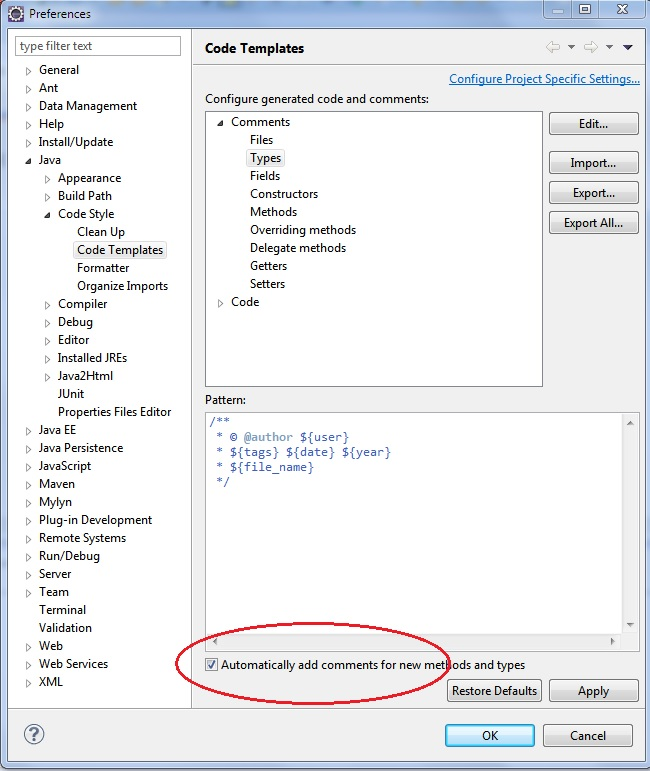 Preferences
type filter text
General
Ant
Data Management
Help
Install/Update
Java
Appearance
Build Path
Code Style
Clean Up
Code Templates
Formatter
Organize Imports
Compiler
Debug
Editor
Installed JREs
Java2Html
JUnit
Properties Files Editor
Java EE
Java Persistence
JavaScript
Maven
Mylyn
Plug-in Development
Remote Systems
Run/Debug
Server
Team
Terminal
Validation
Web
Web Services
XML
Code Templates
Configure Project Specific Settings...
Configure generated code and comments:
Comments
Files
Types
Fields
Constructors
Methods
Overriding methods
Delegate methods
Getters
Setters
Code
Edit...
Import...
Export...
Export All...
Pattern:
/**
* © @author ${user}
* ${tags} ${date} ${year}
* ${file_name}
*/
Automatically add comments for new methods and types
Restore Defaults
Apply
?
OK
Cancel